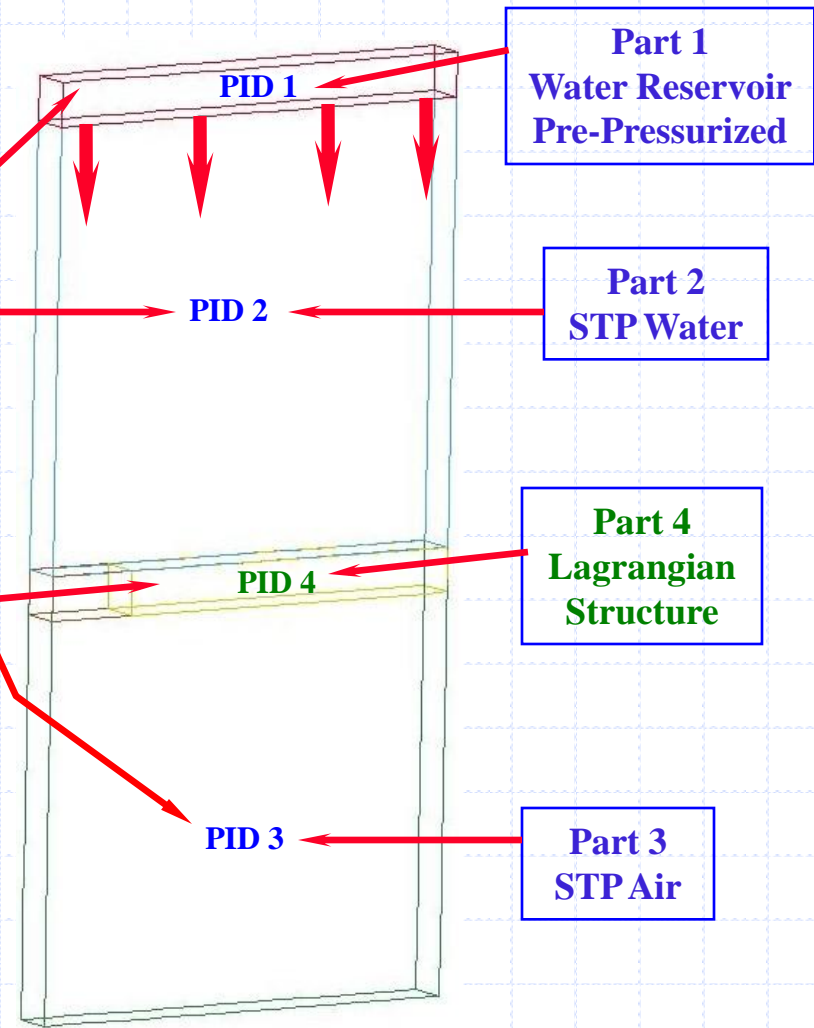 PID 1
Part 1
Water Reservoir
Pre-Pressurized
PID 2
Part 2
STP Water
PID 4
Part 4
Lagrangian
Structure
PID 3
Part 3
STP Air